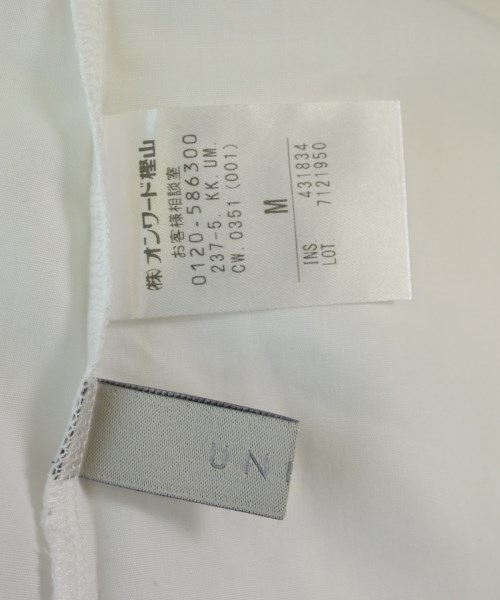 ㈱オンワード樫山
お客様相談室
0120-586300
237-5. KK.UM.
CW. 0351 (001)
M
INS 431834
LOT 7121950
UN